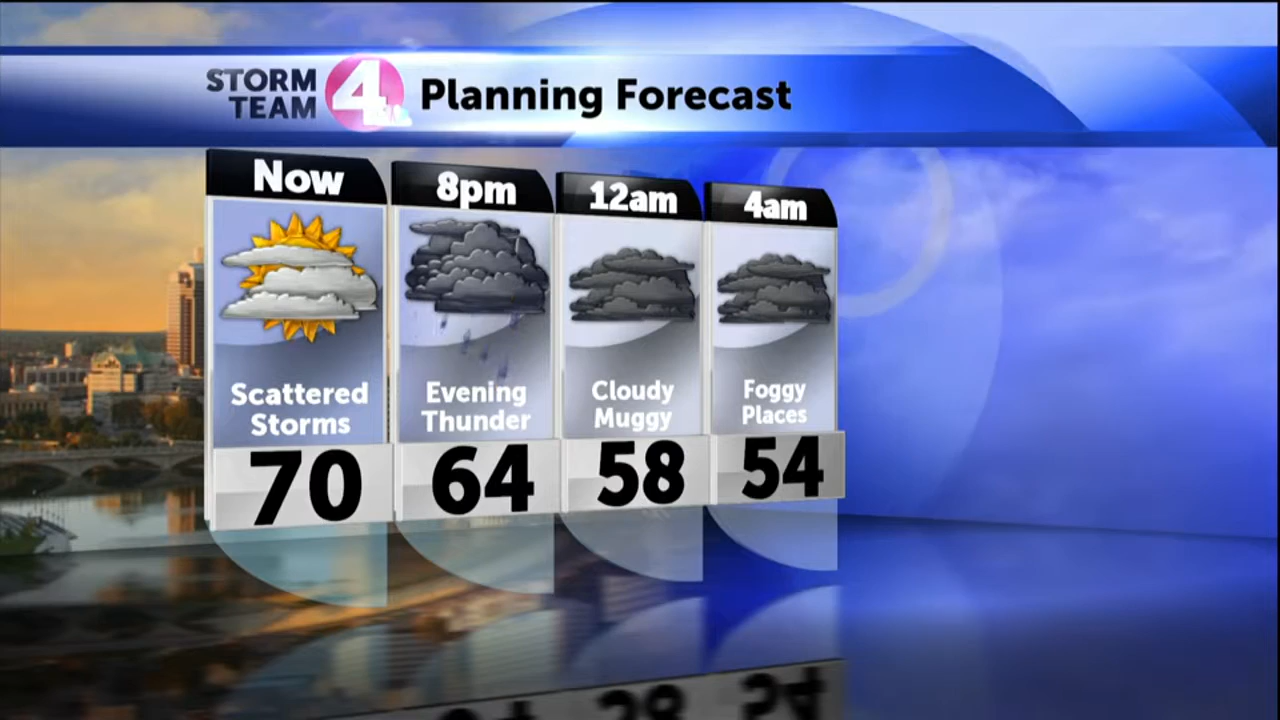 STORM
TEAM
4
Planning Forecast
Now
8pm
12am
4am
Scattered
Storms
Evening
Thunder
Cloudy
Muggy
Foggy
Places
70
64
58
54